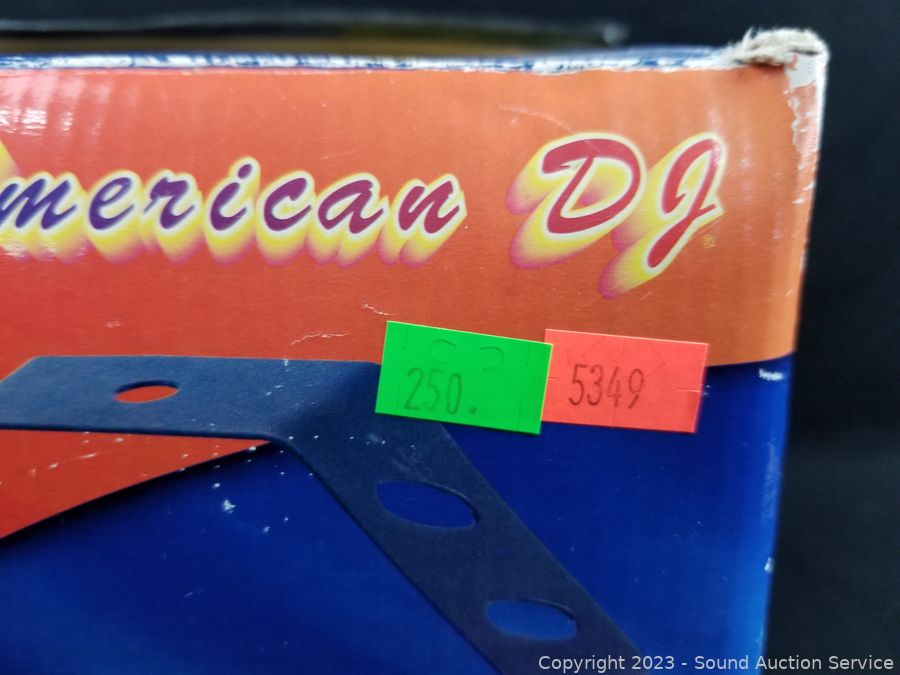 merican DJ
250.
5349
Copyright 2023 - Sound Auction Service